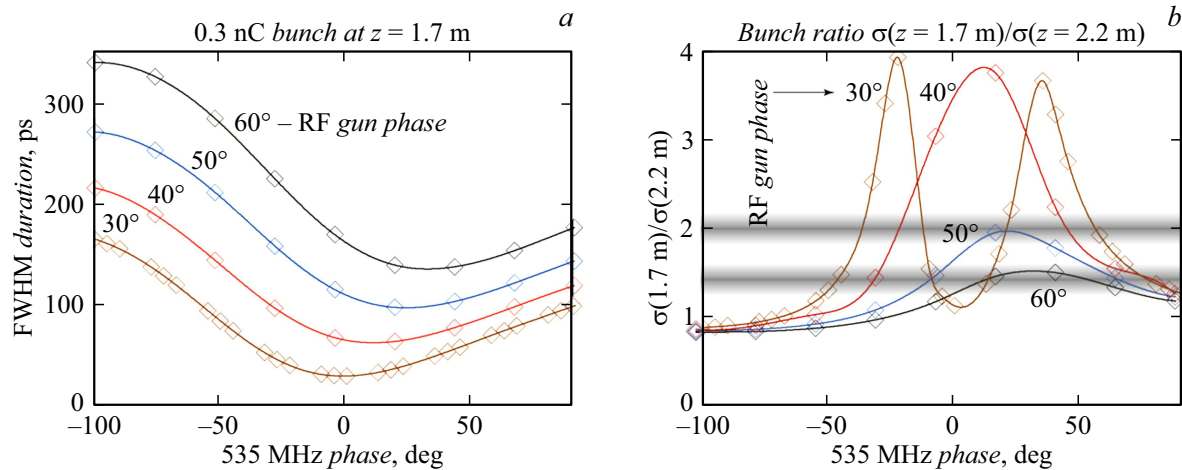 a
0.3 nC bunch at z = 1.7 m
FWHM duration, ps
300
200
100
0
60° – RF gun phase
50°
40°
30°
–100
–50
0
50
535 MHz phase, deg
b
Bunch ratio σ(z = 1.7 m)/σ(z = 2.2 m)
σ(1.7 m)/σ(2.2 m)
4
3
2
1
0
RF gun phase
30°
40°
50°
60°
–100
–50
0
50
535 MHz phase, deg